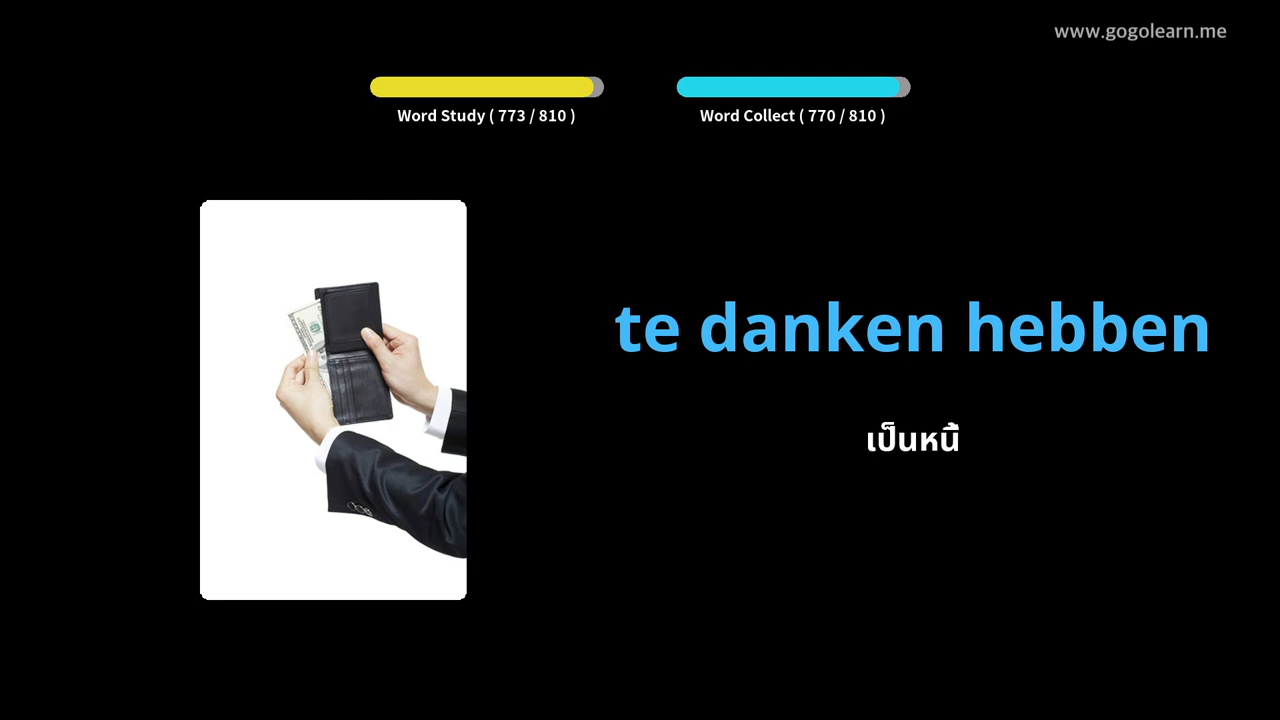 www.gogolearn.me
Word Study ( 773 / 810 )
Word Collect ( 770 / 810 )
te danken hebben
เป็นหนี้